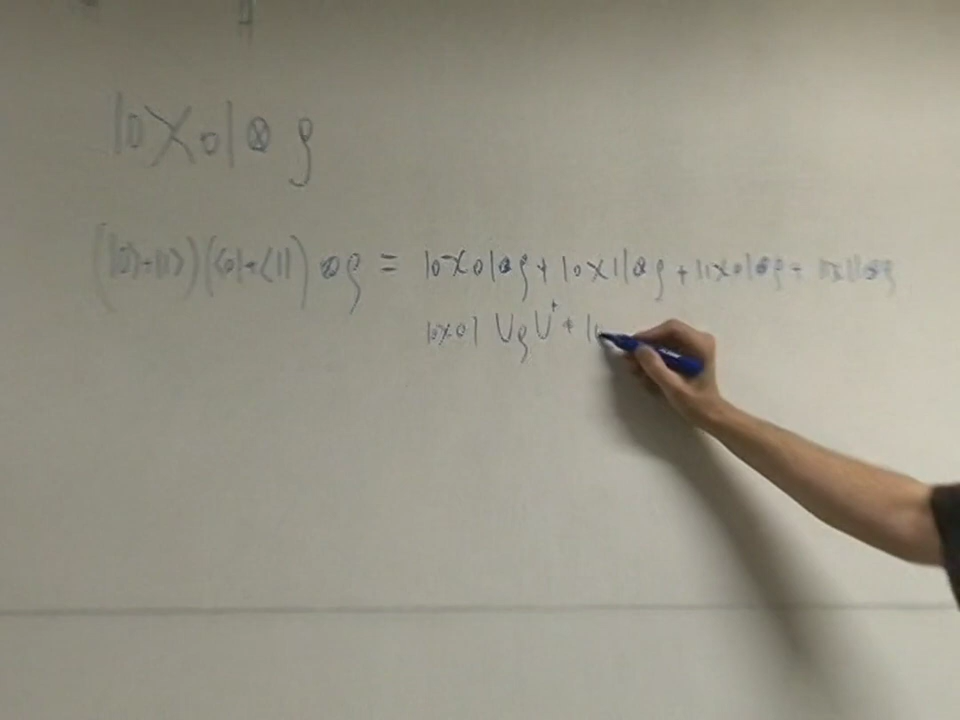 |0⟩⟨0| ⊗ ρ
(|0⟩+|1⟩)(⟨0|+⟨1|) ⊗ρ = |0⟩⟨0|⊗ρ + |0⟩⟨1|⊗ρ + |1⟩⟨0|⊗ρ + |1⟩⟨1|⊗ρ
|0⟩⟨0| UρU† + |